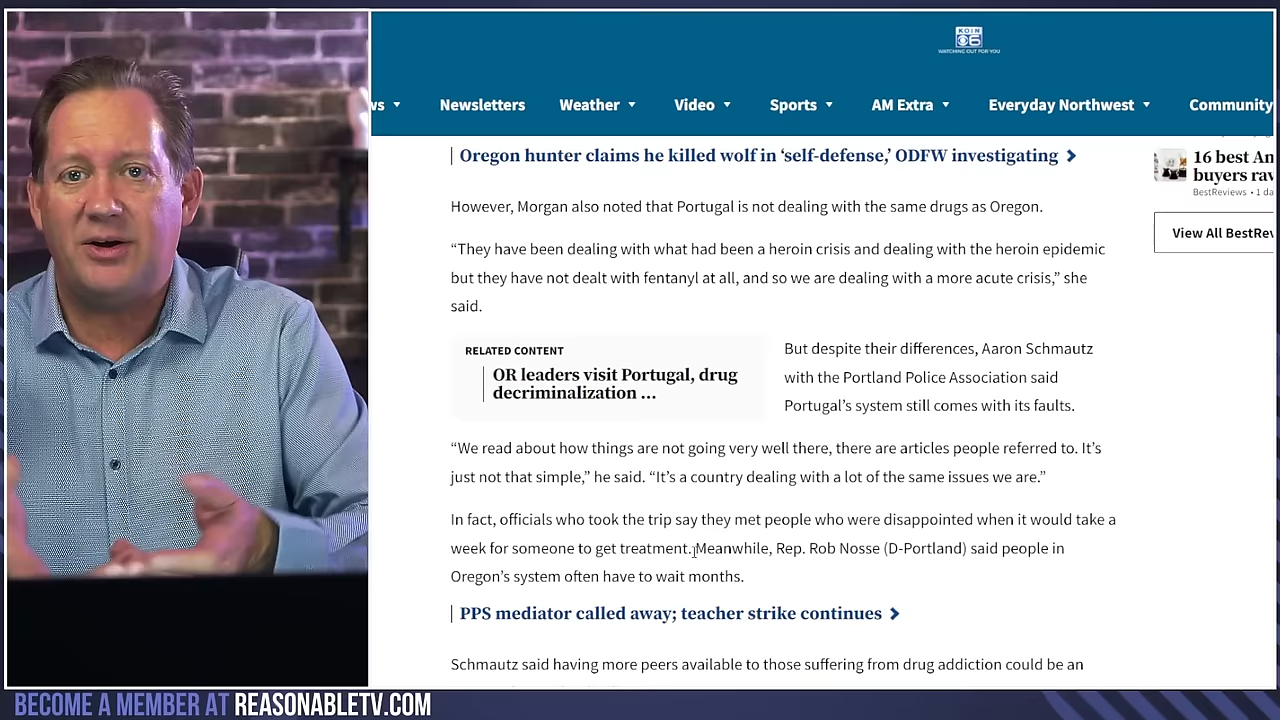 KOIN
6
WATCHING OUT FOR YOU
ws
Newsletters
Weather
Video
Sports
AM Extra
Everyday Northwest
Community
Oregon hunter claims he killed wolf in ‘self-defense,’ ODFW investigating
16 best
buyers
BestReviews • 1
View All
However, Morgan also noted that Portugal is not dealing with the same drugs as Oregon.
“They have been dealing with what had been a heroin crisis and dealing with the heroin epidemic
but they have not dealt with fentanyl at all, and so we are dealing with a more acute crisis,” she
said.
RELATED CONTENT
OR leaders visit Portugal, drug
decriminalization ...
But despite their differences, Aaron Schmautz
with the Portland Police Association said
Portugal’s system still comes with its faults.
“We read about how things are not going very well there, there are articles people referred to. It’s
just not that simple,” he said. “It’s a country dealing with a lot of the same issues we are.”
In fact, officials who took the trip say they met people who were disappointed when it would take a
week for someone to get treatment. Meanwhile, Rep. Rob Nosse (D-Portland) said people in
Oregon’s system often have to wait months.
PPS mediator called away; teacher strike continues
Schmautz said having more peers available to those suffering from drug addiction could be an
BECOME A MEMBER AT REASONABLETV.COM